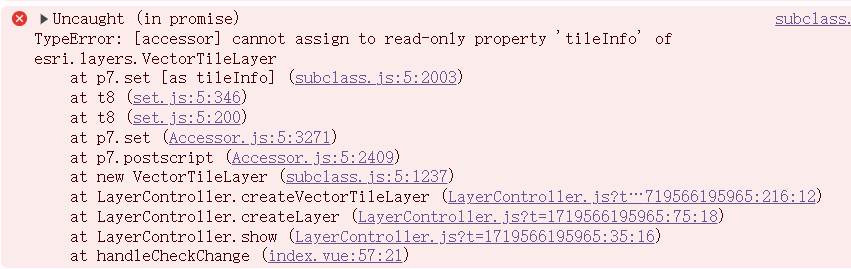 Uncaught (in promise) subclass.
TypeError: [accessor] cannot assign to read-only property 'tileInfo' of
esri.layers.VectorTileLayer
at p7.set [as tileInfo] (subclass.js:5:2003)
at t8 (set.js:5:346)
at t8 (set.js:5:200)
at p7.set (Accessor.js:5:3271)
at p7.postscript (Accessor.js:5:2409)
at new VectorTileLayer (subclass.js:5:1237)
at LayerController.createVectorTileLayer (LayerController.js?t…719566195965:216:12)
at LayerController.createLayer (LayerController.js?t=1719566195965:75:18)
at LayerController.show (LayerController.js?t=1719566195965:35:16)
at handleCheckChange (index.vue:57:21)